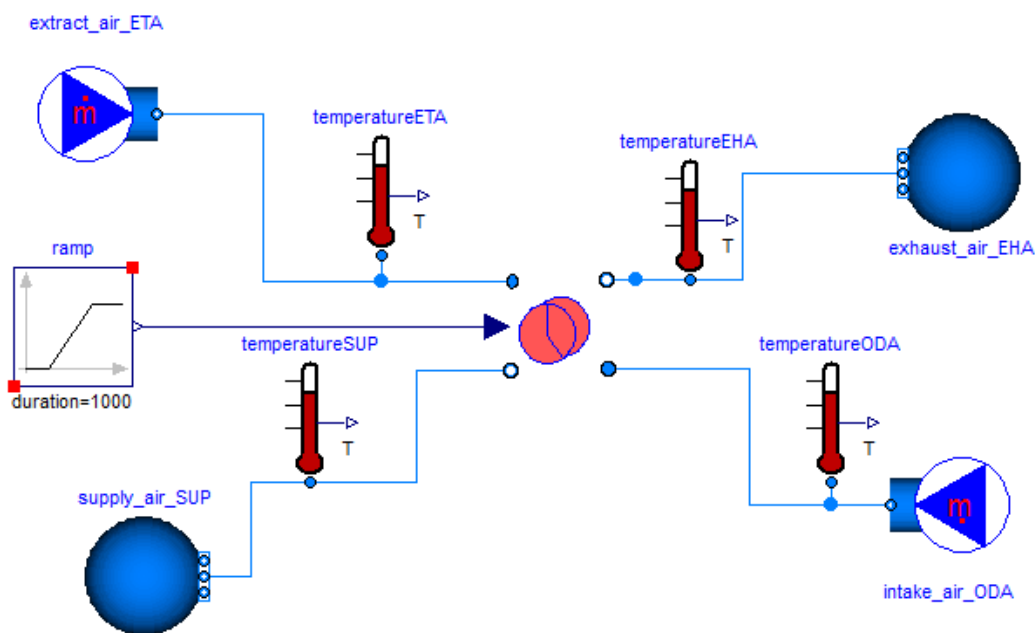 extract_air_ETA
ṁ
temperatureETA
T
temperatureEHA
T
exhaust_air_EHA
ramp
duration=1000
temperatureSUP
T
temperatureODA
T
supply_air_SUP
ṃ
intake_air_ODA